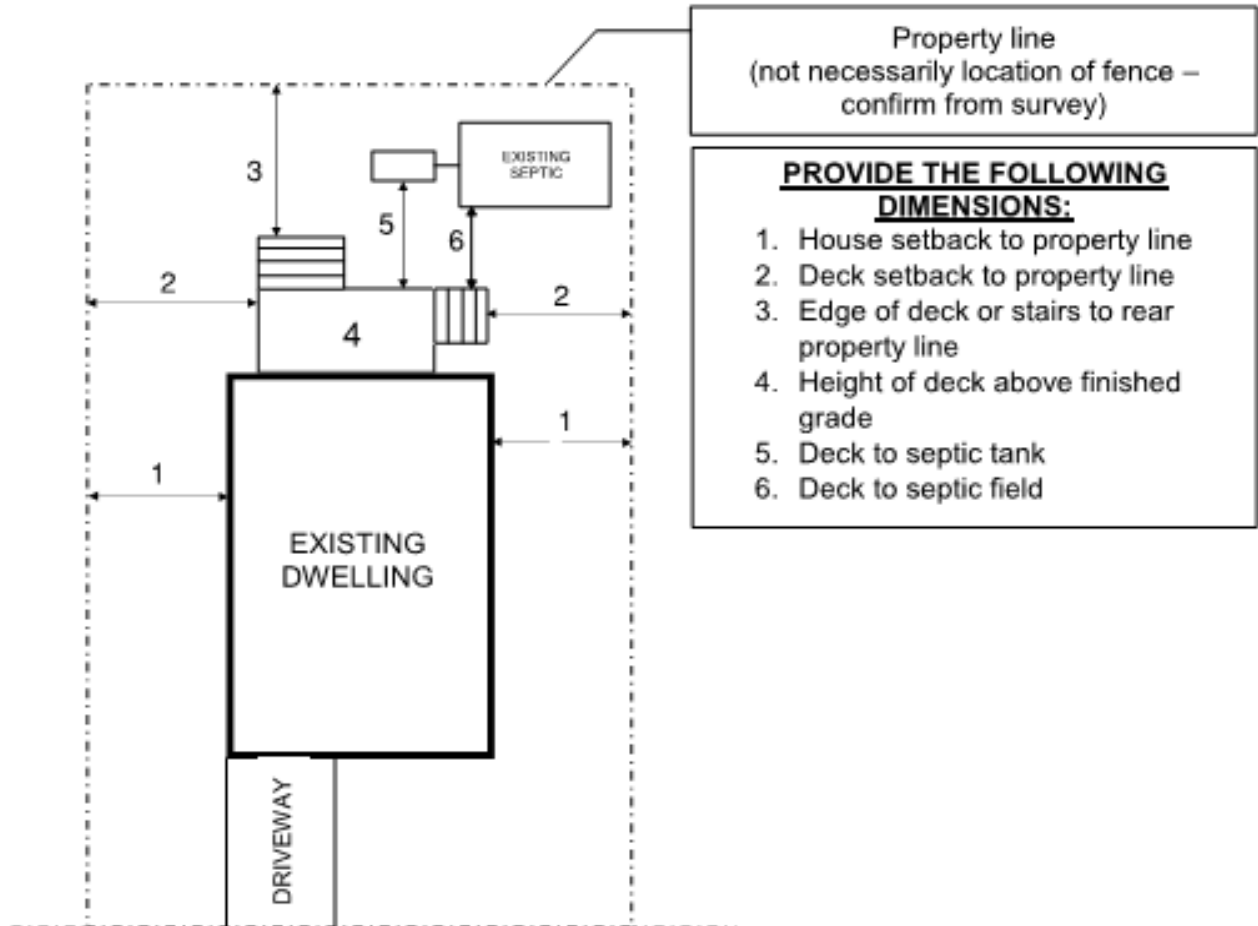 Property line
(not necessarily location of fence –
confirm from survey)
PROVIDE THE FOLLOWING
DIMENSIONS:
1. House setback to property line
2. Deck setback to property line
3. Edge of deck or stairs to rear
property line
4. Height of deck above finished
grade
5. Deck to septic tank
6. Deck to septic field
EXISTING
SEPTIC
3
5
6
2
2
4
1
1
EXISTING
DWELLING
DRIVEWAY